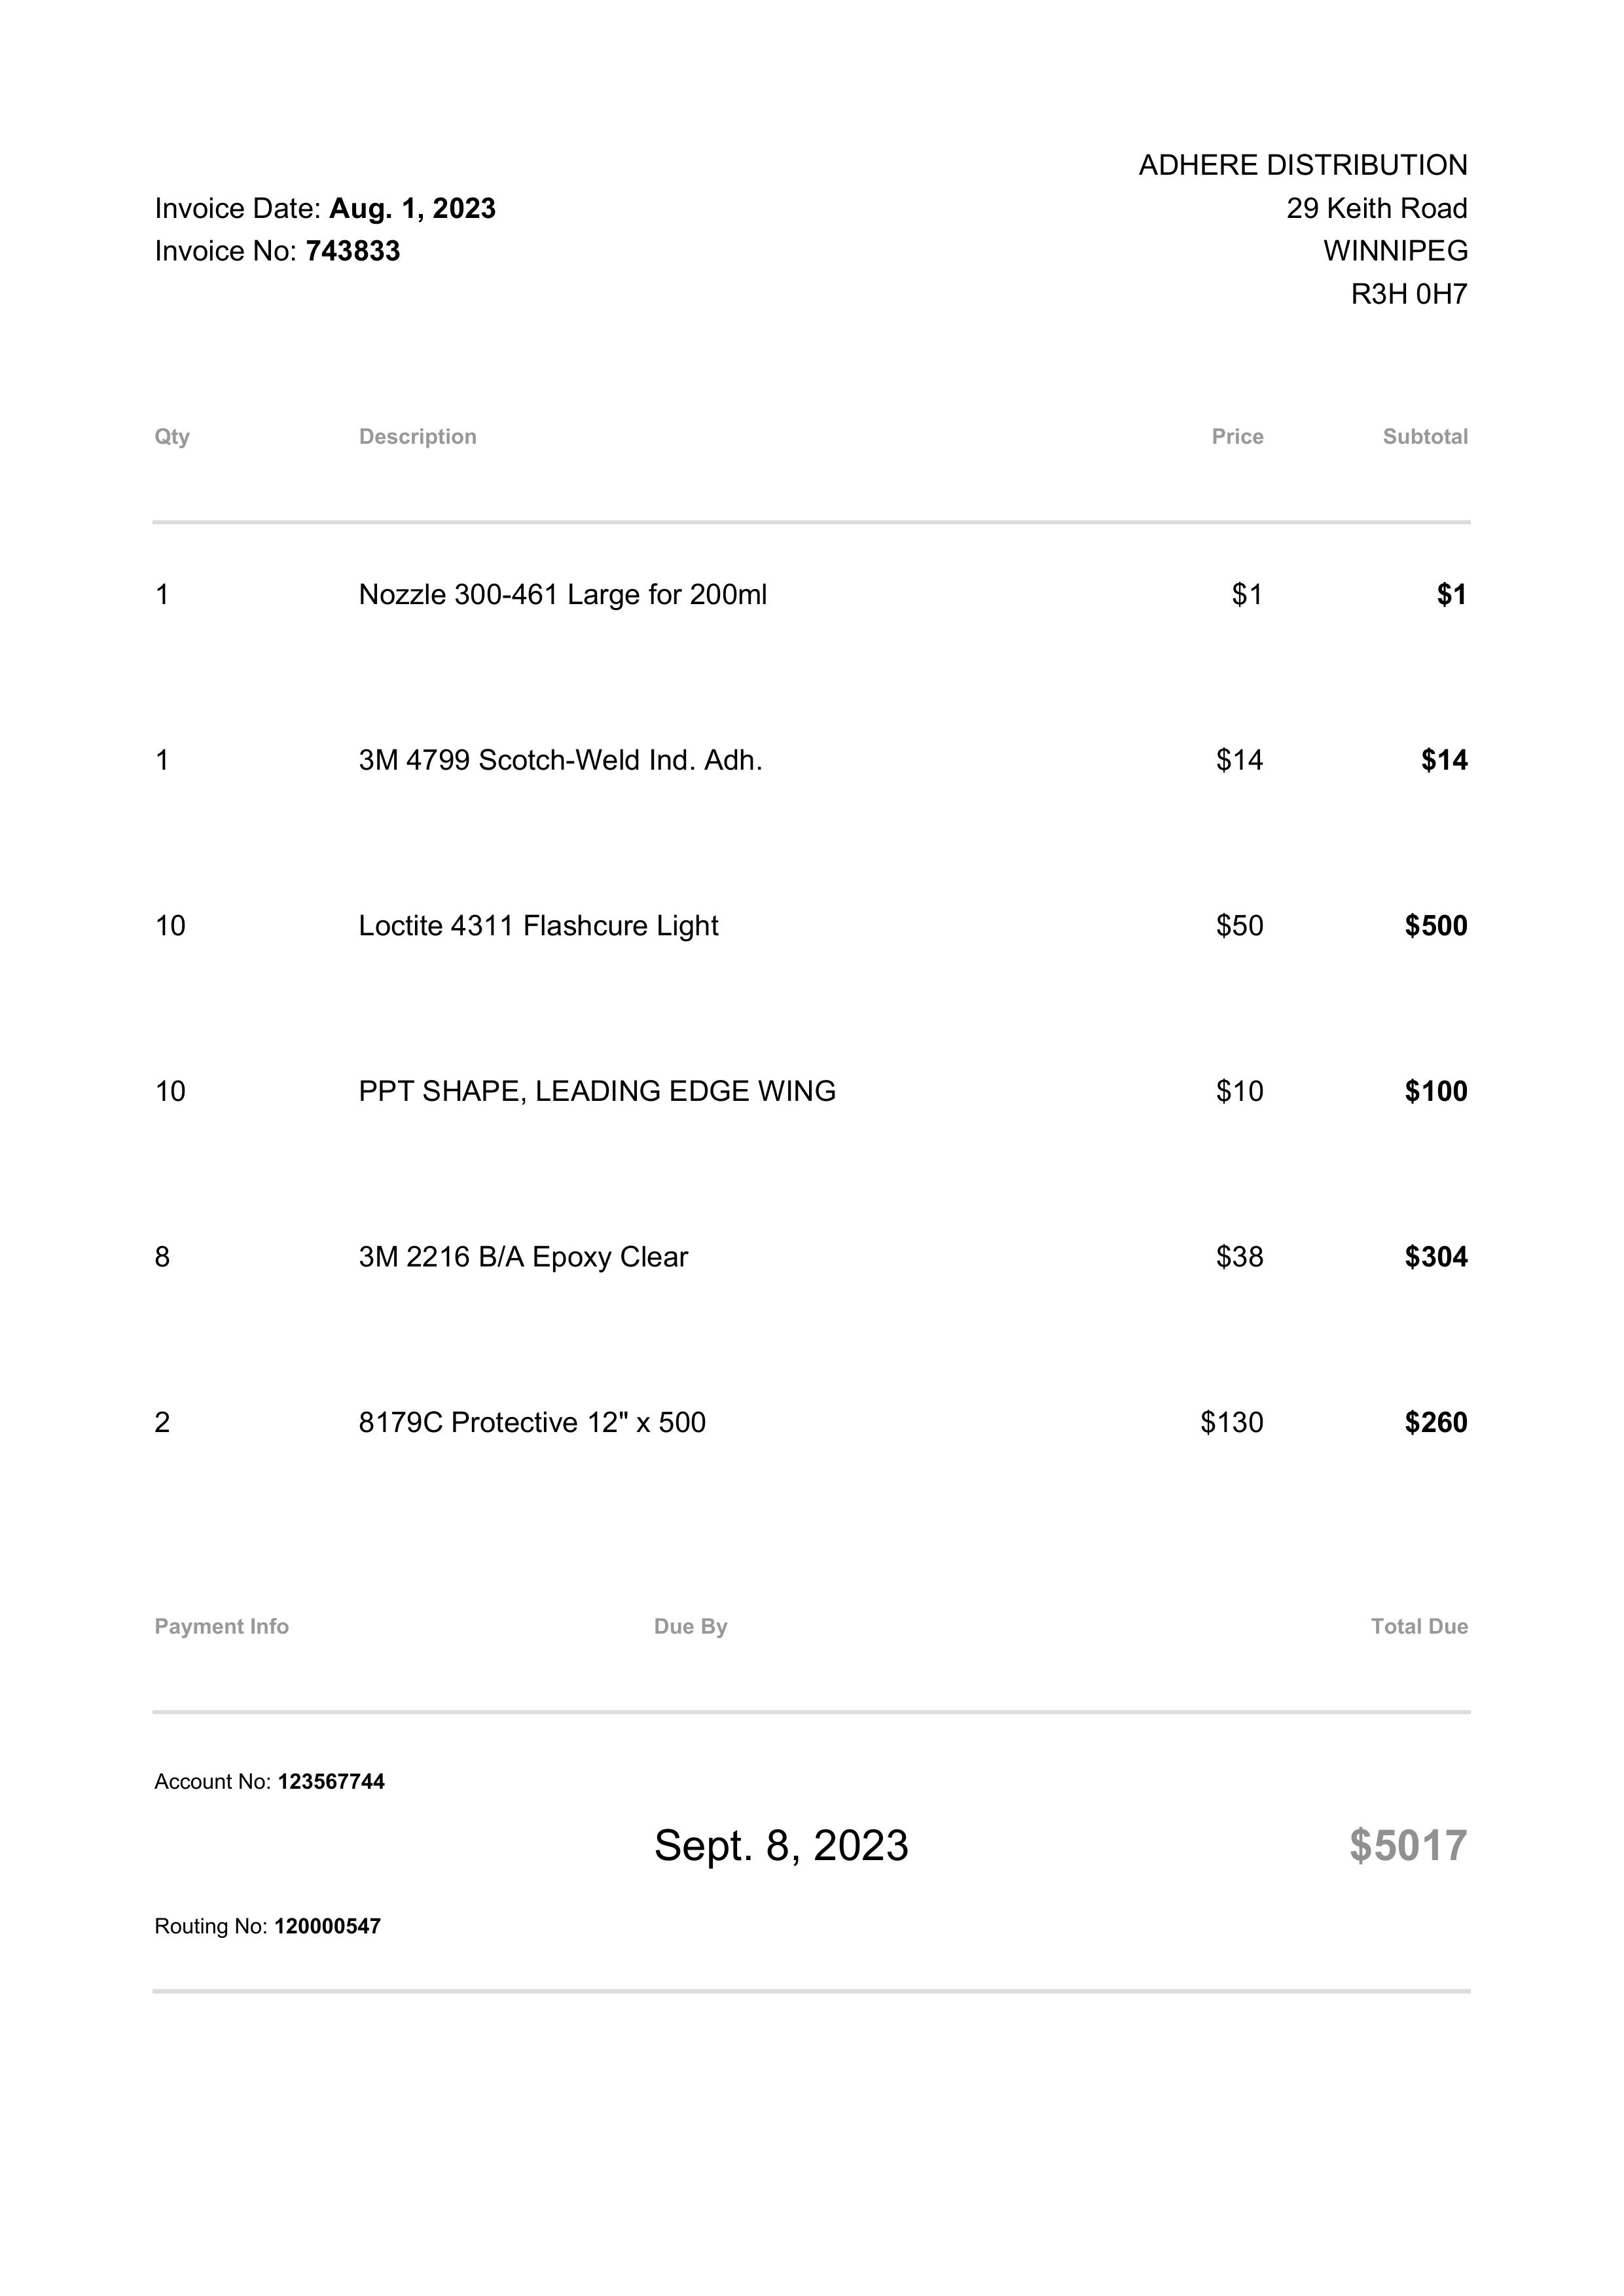 ADHERE DISTRIBUTION
Invoice Date: Aug. 1, 2023 29 Keith Road
Invoice No: 743833 WINNIPEG
R3H 0H7
Qty Description Price Subtotal
1 Nozzle 300-461 Large for 200ml $1 $1
1 3M 4799 Scotch-Weld Ind. Adh. $14 $14
10 Loctite 4311 Flashcure Light $50 $500
10 PPT SHAPE, LEADING EDGE WING $10 $100
8 3M 2216 B/A Epoxy Clear $38 $304
2 8179C Protective 12" x 500 $130 $260
Payment Info Due By Total Due
Account No: 123567744
Sept. 8, 2023 $5017
Routing No: 120000547